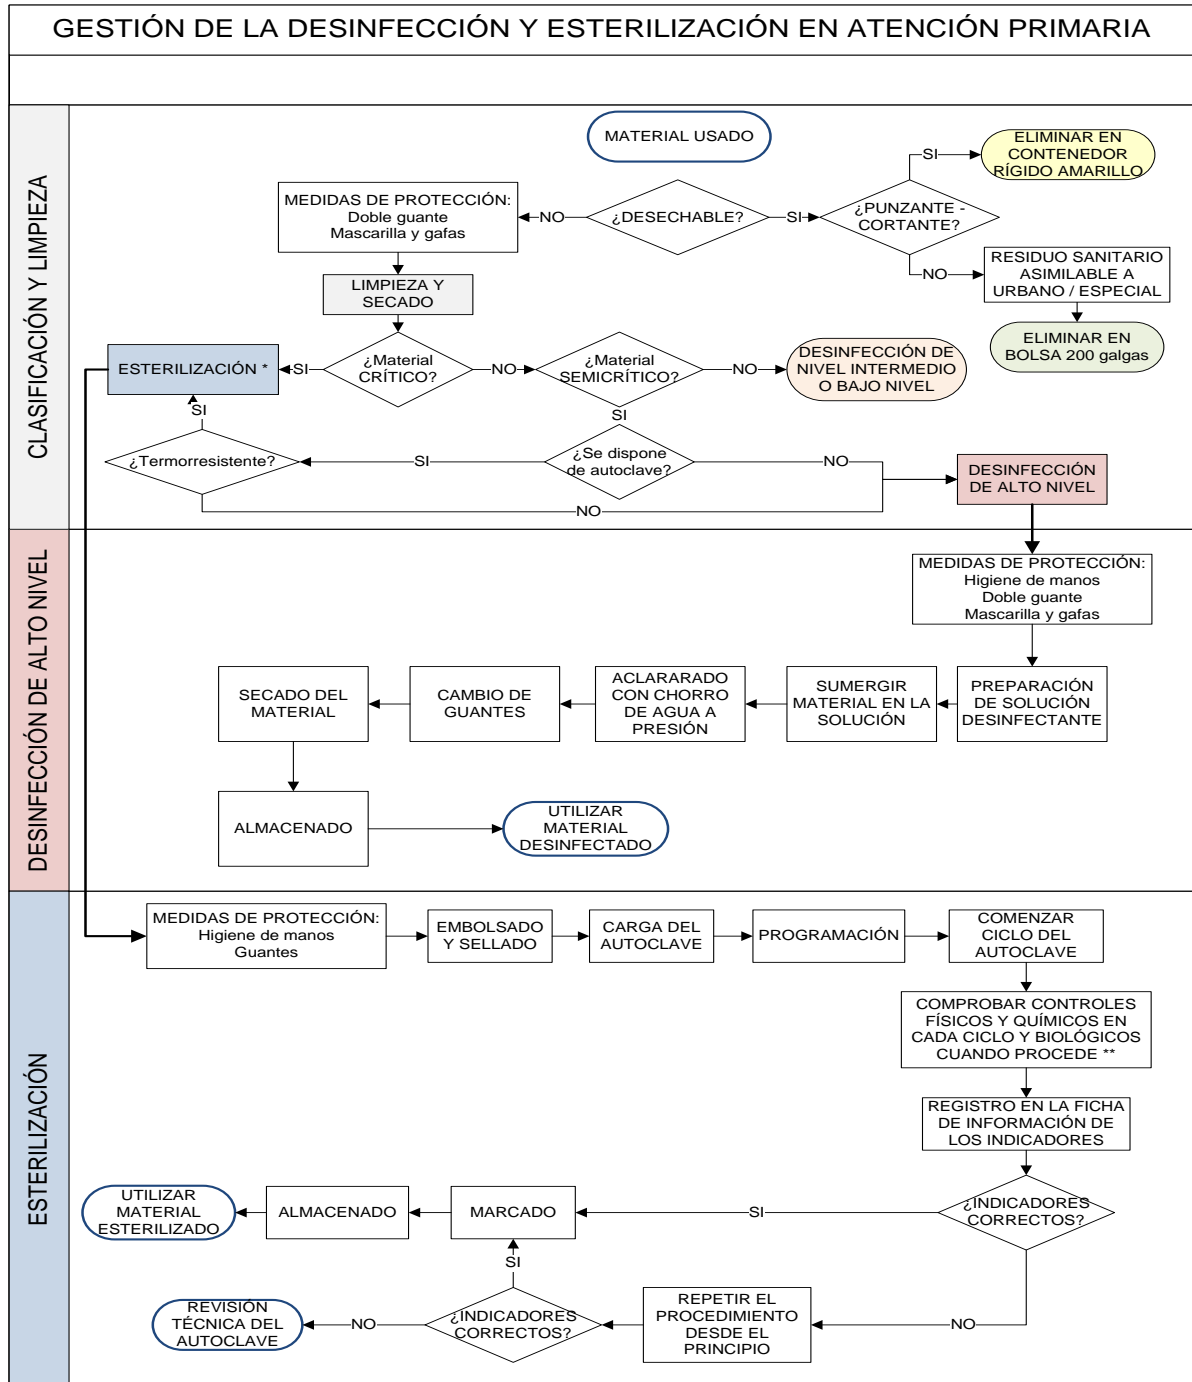 GESTIÓN DE LA DESINFECCIÓN Y ESTERILIZACIÓN EN ATENCIÓN PRIMARIA
CLASIFICACIÓN Y LIMPIEZA
MATERIAL USADO
¿DESECHABLE?
SI
¿PUNZANTE -
CORTANTE?
SI
ELIMINAR EN
CONTENEDOR
RÍGIDO AMARILLO
NO
RESIDUO SANITARIO
ASIMILABLE A
URBANO / ESPECIAL
ELIMINAR EN
BOLSA 200 galgas
NO
MEDIDAS DE PROTECCIÓN:
Doble guante
Mascarilla y gafas
LIMPIEZA Y
SECADO
¿Material
CRÍTICO?
SI
ESTERILIZACIÓN *
NO
¿Material
SEMICRÍTICO?
NO
DESINFECCIÓN DE
NIVEL INTERMEDIO
O BAJO NIVEL
SI
¿Se dispone
de autoclave?
SI
¿Termorresistente?
SI
NO
NO
DESINFECCIÓN
DE ALTO NIVEL
DESINFECCIÓN DE ALTO NIVEL
MEDIDAS DE PROTECCIÓN:
Higiene de manos
Doble guante
Mascarilla y gafas
PREPARACIÓN
DE SOLUCIÓN
DESINFECTANTE
SUMERGIR
MATERIAL EN LA
SOLUCIÓN
ACLARARADO
CON CHORRO
DE AGUA A
PRESIÓN
CAMBIO DE
GUANTES
SECADO DEL
MATERIAL
ALMACENADO
UTILIZAR
MATERIAL
DESINFECTADO
ESTERILIZACIÓN
MEDIDAS DE PROTECCIÓN:
Higiene de manos
Guantes
EMBOLSADO
Y SELLADO
CARGA DEL
AUTOCLAVE
PROGRAMACIÓN
COMENZAR
CICLO DEL
AUTOCLAVE
COMPROBAR CONTROLES
FÍSICOS Y QUÍMICOS EN
CADA CICLO Y BIOLÓGICOS
CUANDO PROCEDE **
REGISTRO EN LA FICHA
DE INFORMACIÓN DE
LOS INDICADORES
¿INDICADORES
CORRECTOS?
SI
MARCADO
ALMACENADO
UTILIZAR
MATERIAL
ESTERILIZADO
NO
REPETIR EL
PROCEDIMIENTO
DESDE EL
PRINCIPIO
¿INDICADORES
CORRECTOS?
SI
NO
REVISIÓN
TÉCNICA DEL
AUTOCLAVE